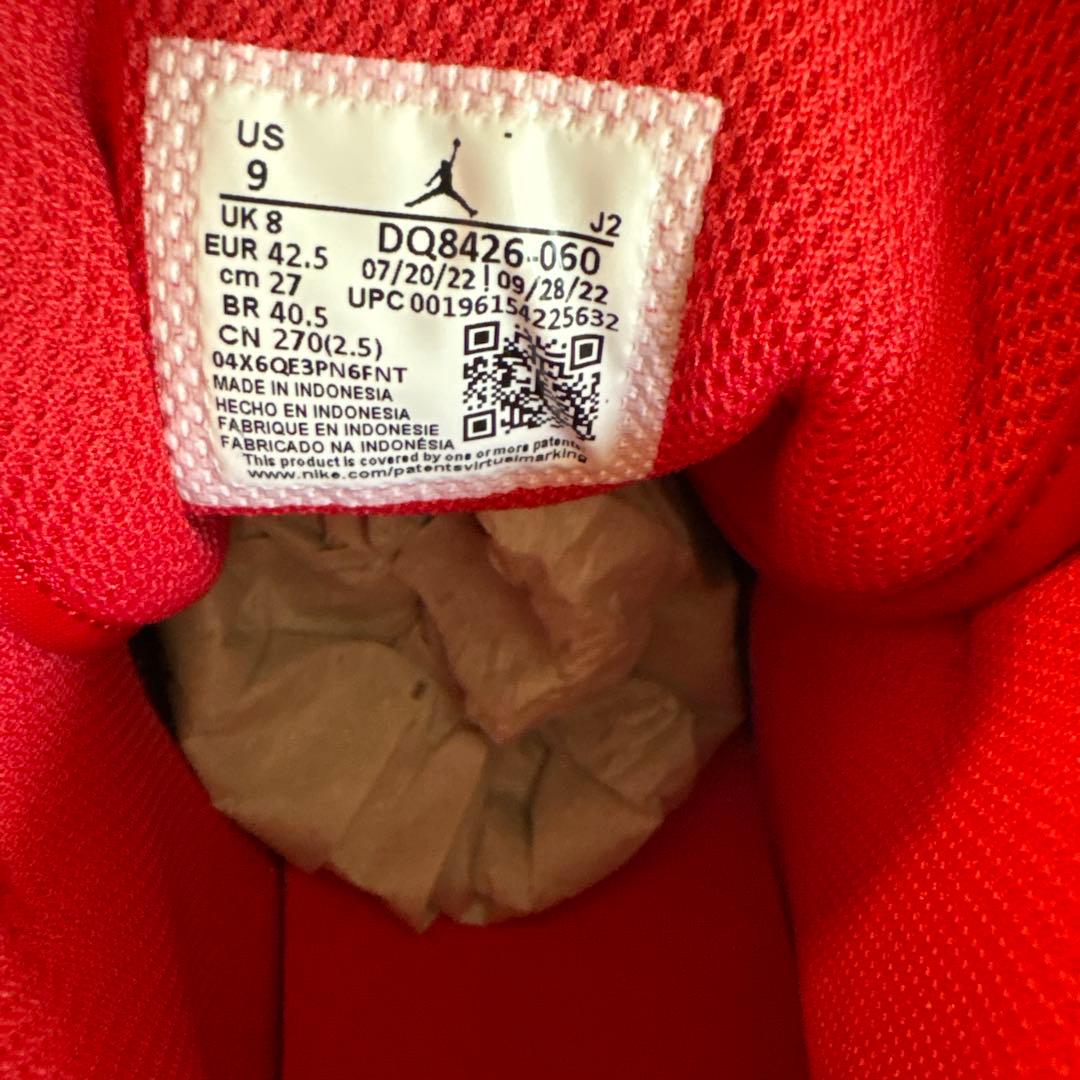 US
9
J2
UK 8
DQ8426-060
EUR 42.5
07/20/22 | 09/28/22
cm 27
UPC 00196154225632
BR 40.5
CN 270(2.5)
04X6QE3PN6FNT
MADE IN INDONESIA
HECHO EN INDONESIA
FABRIQUE EN INDONESIE
FABRICADO NA INDONÉSIA
This product is covered by one or more patents
www.nike.com/patentsvirtualmarking